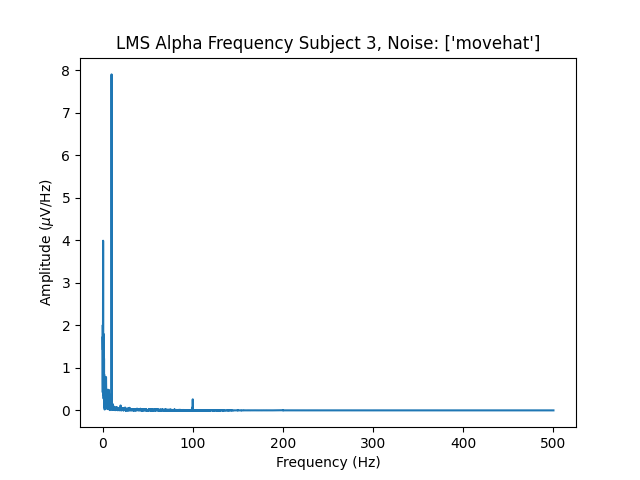 LMS Alpha Frequency Subject 3, Noise: ['movehat']
Amplitude (μV/Hz)
8
7
6
5
4
3
2
1
0
0 100 200 300 400 500
Frequency (Hz)